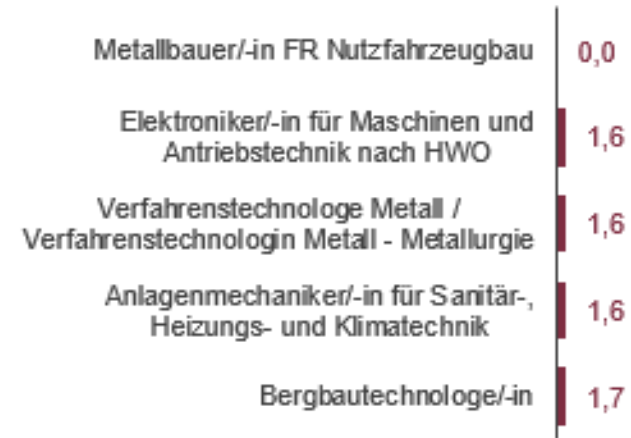 Metallbauer/-in FR Nutzfahrzeugbau 0,0
Elektroniker/-in für Maschinen und
Antriebstechnik nach HWO 1,6
Verfahrenstechnologe Metall /
Verfahrenstechnologin Metall - Metallurgie 1,6
Anlagenmechaniker/-in für Sanitär-,
Heizungs- und Klimatechnik 1,6
Bergbautechnologe/-in 1,7